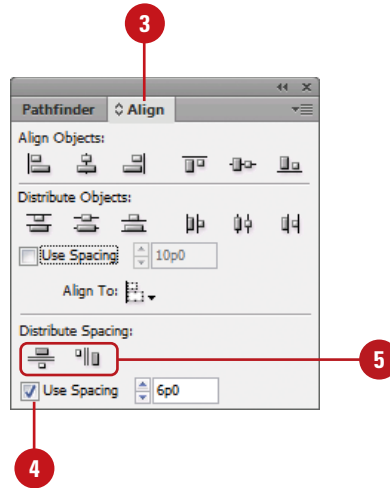 3
Pathfinder Align
Align Objects:
Distribute Objects:
Use Spacing 10p0
Align To:
Distribute Spacing:
5
Use Spacing 6p0
4